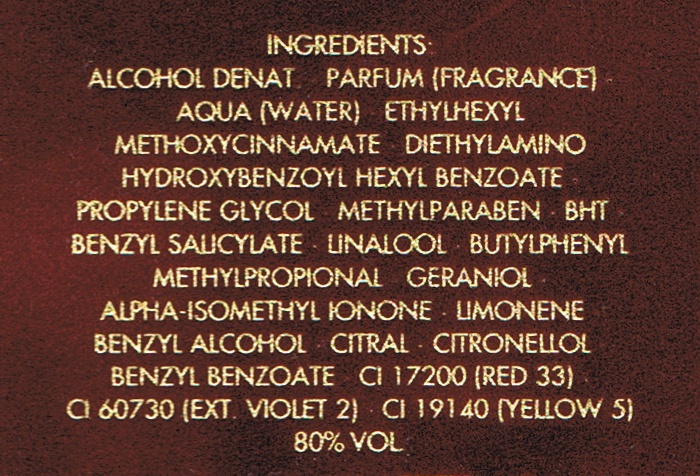 INGREDIENTS:
ALCOHOL DENAT. PARFUM (FRAGRANCE) ·
AQUA (WATER) ETHYLHEXYL
METHOXYCINNAMATE DIETHYLAMINO
HYDROXYBENZOYL HEXYL BENZOATE ·
PROPYLENE GLYCOL · METHYLPARABEN · BHT ·
BENZYL SALICYLATE · LINALOOL · BUTYLPHENYL
METHYLPROPIONAL GERANIOL ·
ALPHA-ISOMETHYL IONONE · LIMONENE
BENZYL ALCOHOL · CITRAL · CITRONELLOL
BENZYL BENZOATE CI 17200 (RED 33) ·
CI 60730 (EXT. VIOLET 2) · CI 19140 (YELLOW 5)
80% VOL.